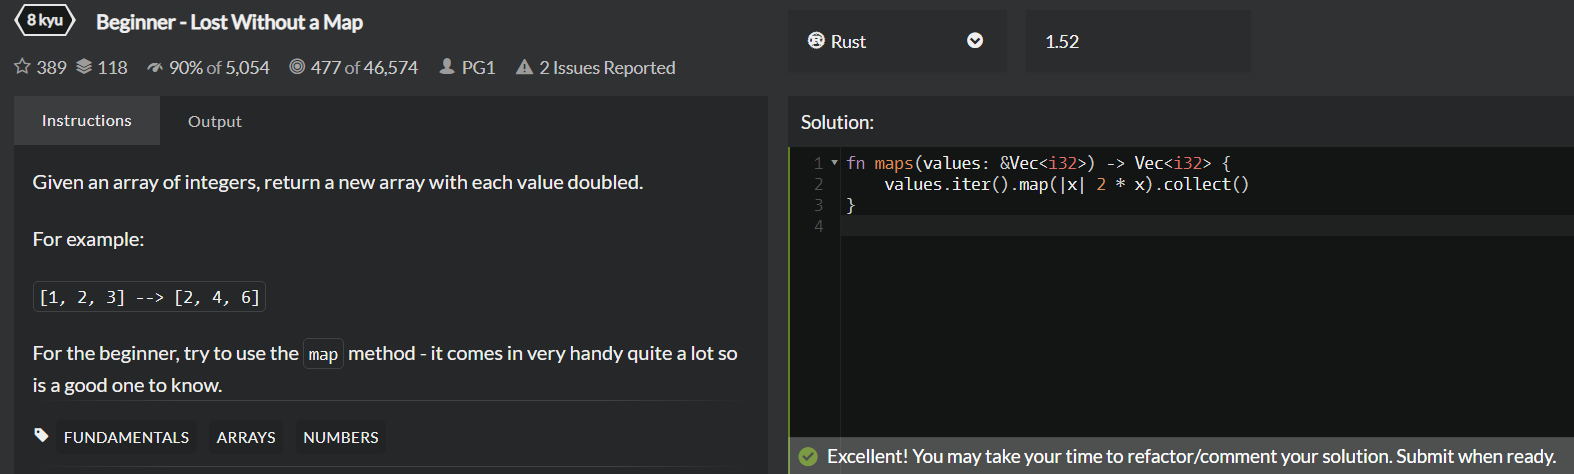 8 kyu Beginner - Lost Without a Map
389 118 90% of 5,054 477 of 46,574 PG1 2 Issues Reported
Instructions Output
Given an array of integers, return a new array with each value doubled.
For example:
[1, 2, 3] --> [2, 4, 6]
For the beginner, try to use the map method - it comes in very handy quite a lot so
is a good one to know.
FUNDAMENTALS ARRAYS NUMBERS
Rust 1.52
Solution:
1 fn maps(values: &Vec<i32>) -> Vec<i32> {
2     values.iter().map(|x| 2 * x).collect()
3 }
4
Excellent! You may take your time to refactor/comment your solution. Submit when ready.